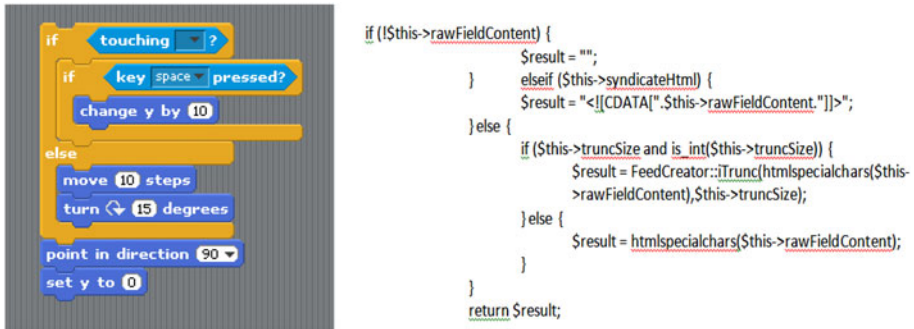 if touching ?
if key space pressed?
change y by 10
else
move 10 steps
turn 15 degrees
point in direction 90
set y to 0
if (!$this->rawFieldContent) {
$result = "";
} elseif ($this->syndicateHtml) {
$result = "<![CDATA[".$this->rawFieldContent."]]>";
} else {
if ($this->truncSize and is_int($this->truncSize)) {
$result = FeedCreator::iTrunc(htmlspecialchars($this-
>rawFieldContent),$this->truncSize);
} else {
$result = htmlspecialchars($this->rawFieldContent);
}
}
return $result;